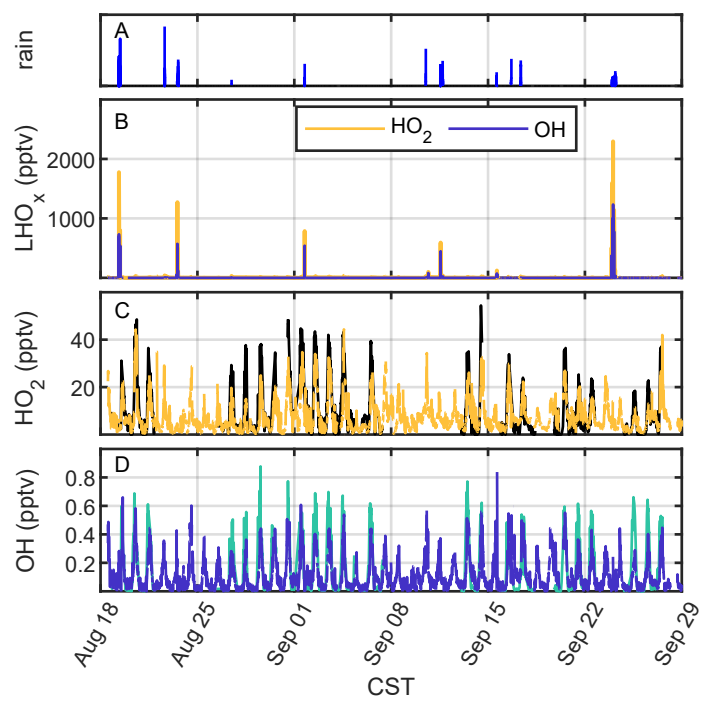 A
rain
B
HO2
OH
LHOx (pptv)
2000
1000
C
HO2 (pptv)
40
20
D
OH (pptv)
0.8
0.6
0.4
0.2
Aug 18
Aug 25
Sep 01
Sep 08
Sep 15
Sep 22
Sep 29
CST